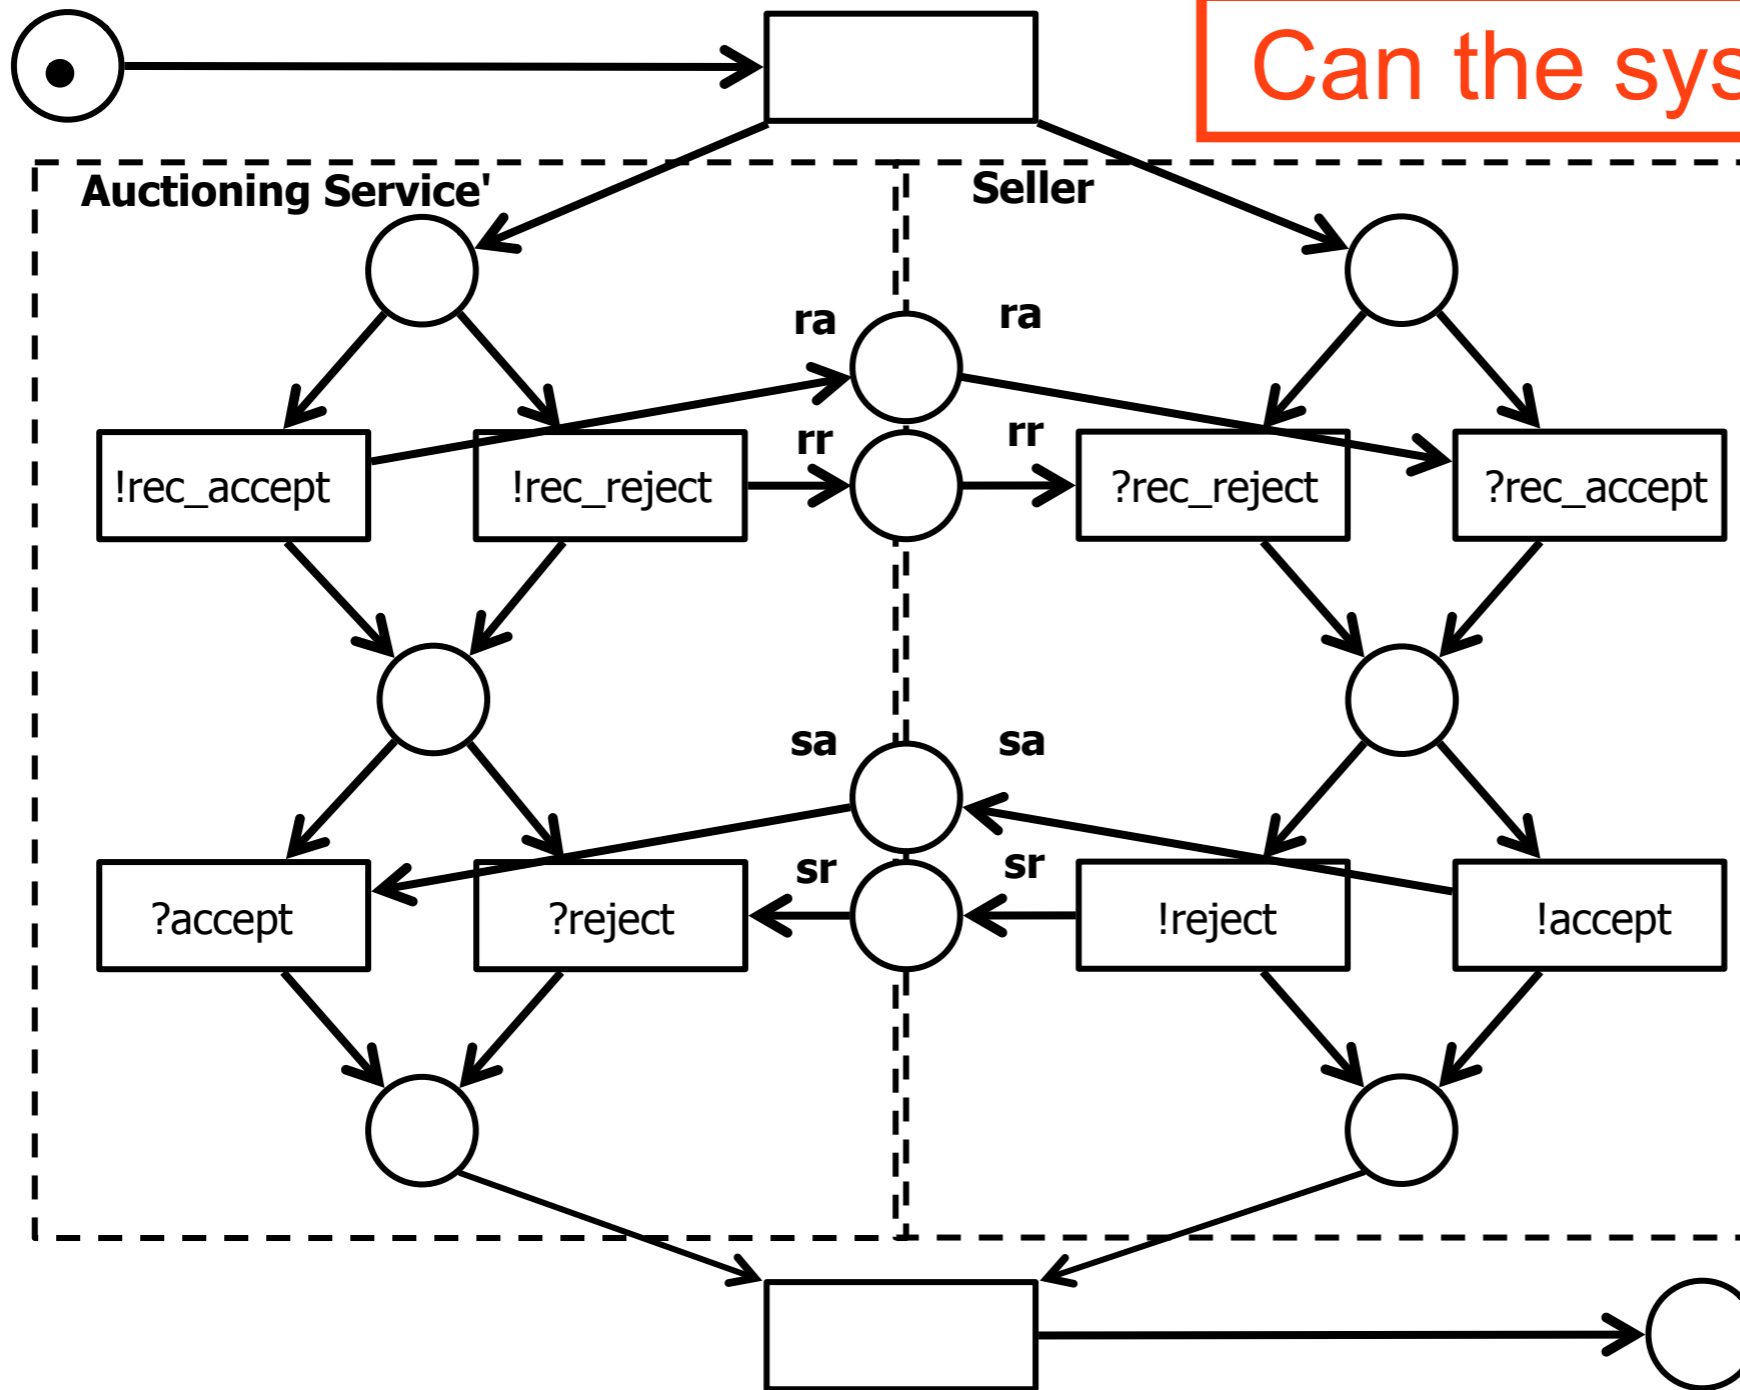 Can the sys
Auctioning Service'
Seller
ra
ra
rr
rr
!rec_accept
!rec_reject
?rec_reject
?rec_accept
sa
sa
sr
sr
?accept
?reject
!reject
!accept